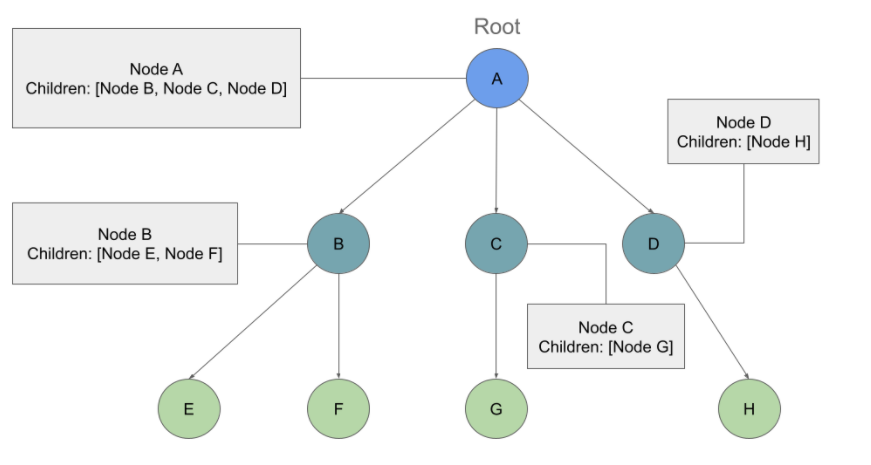 Root
Node A
Children: [Node B, Node C, Node D]
A
Node D
Children: [Node H]
Node B
Children: [Node E, Node F]
B
C
D
Node C
Children: [Node G]
E
F
G
H